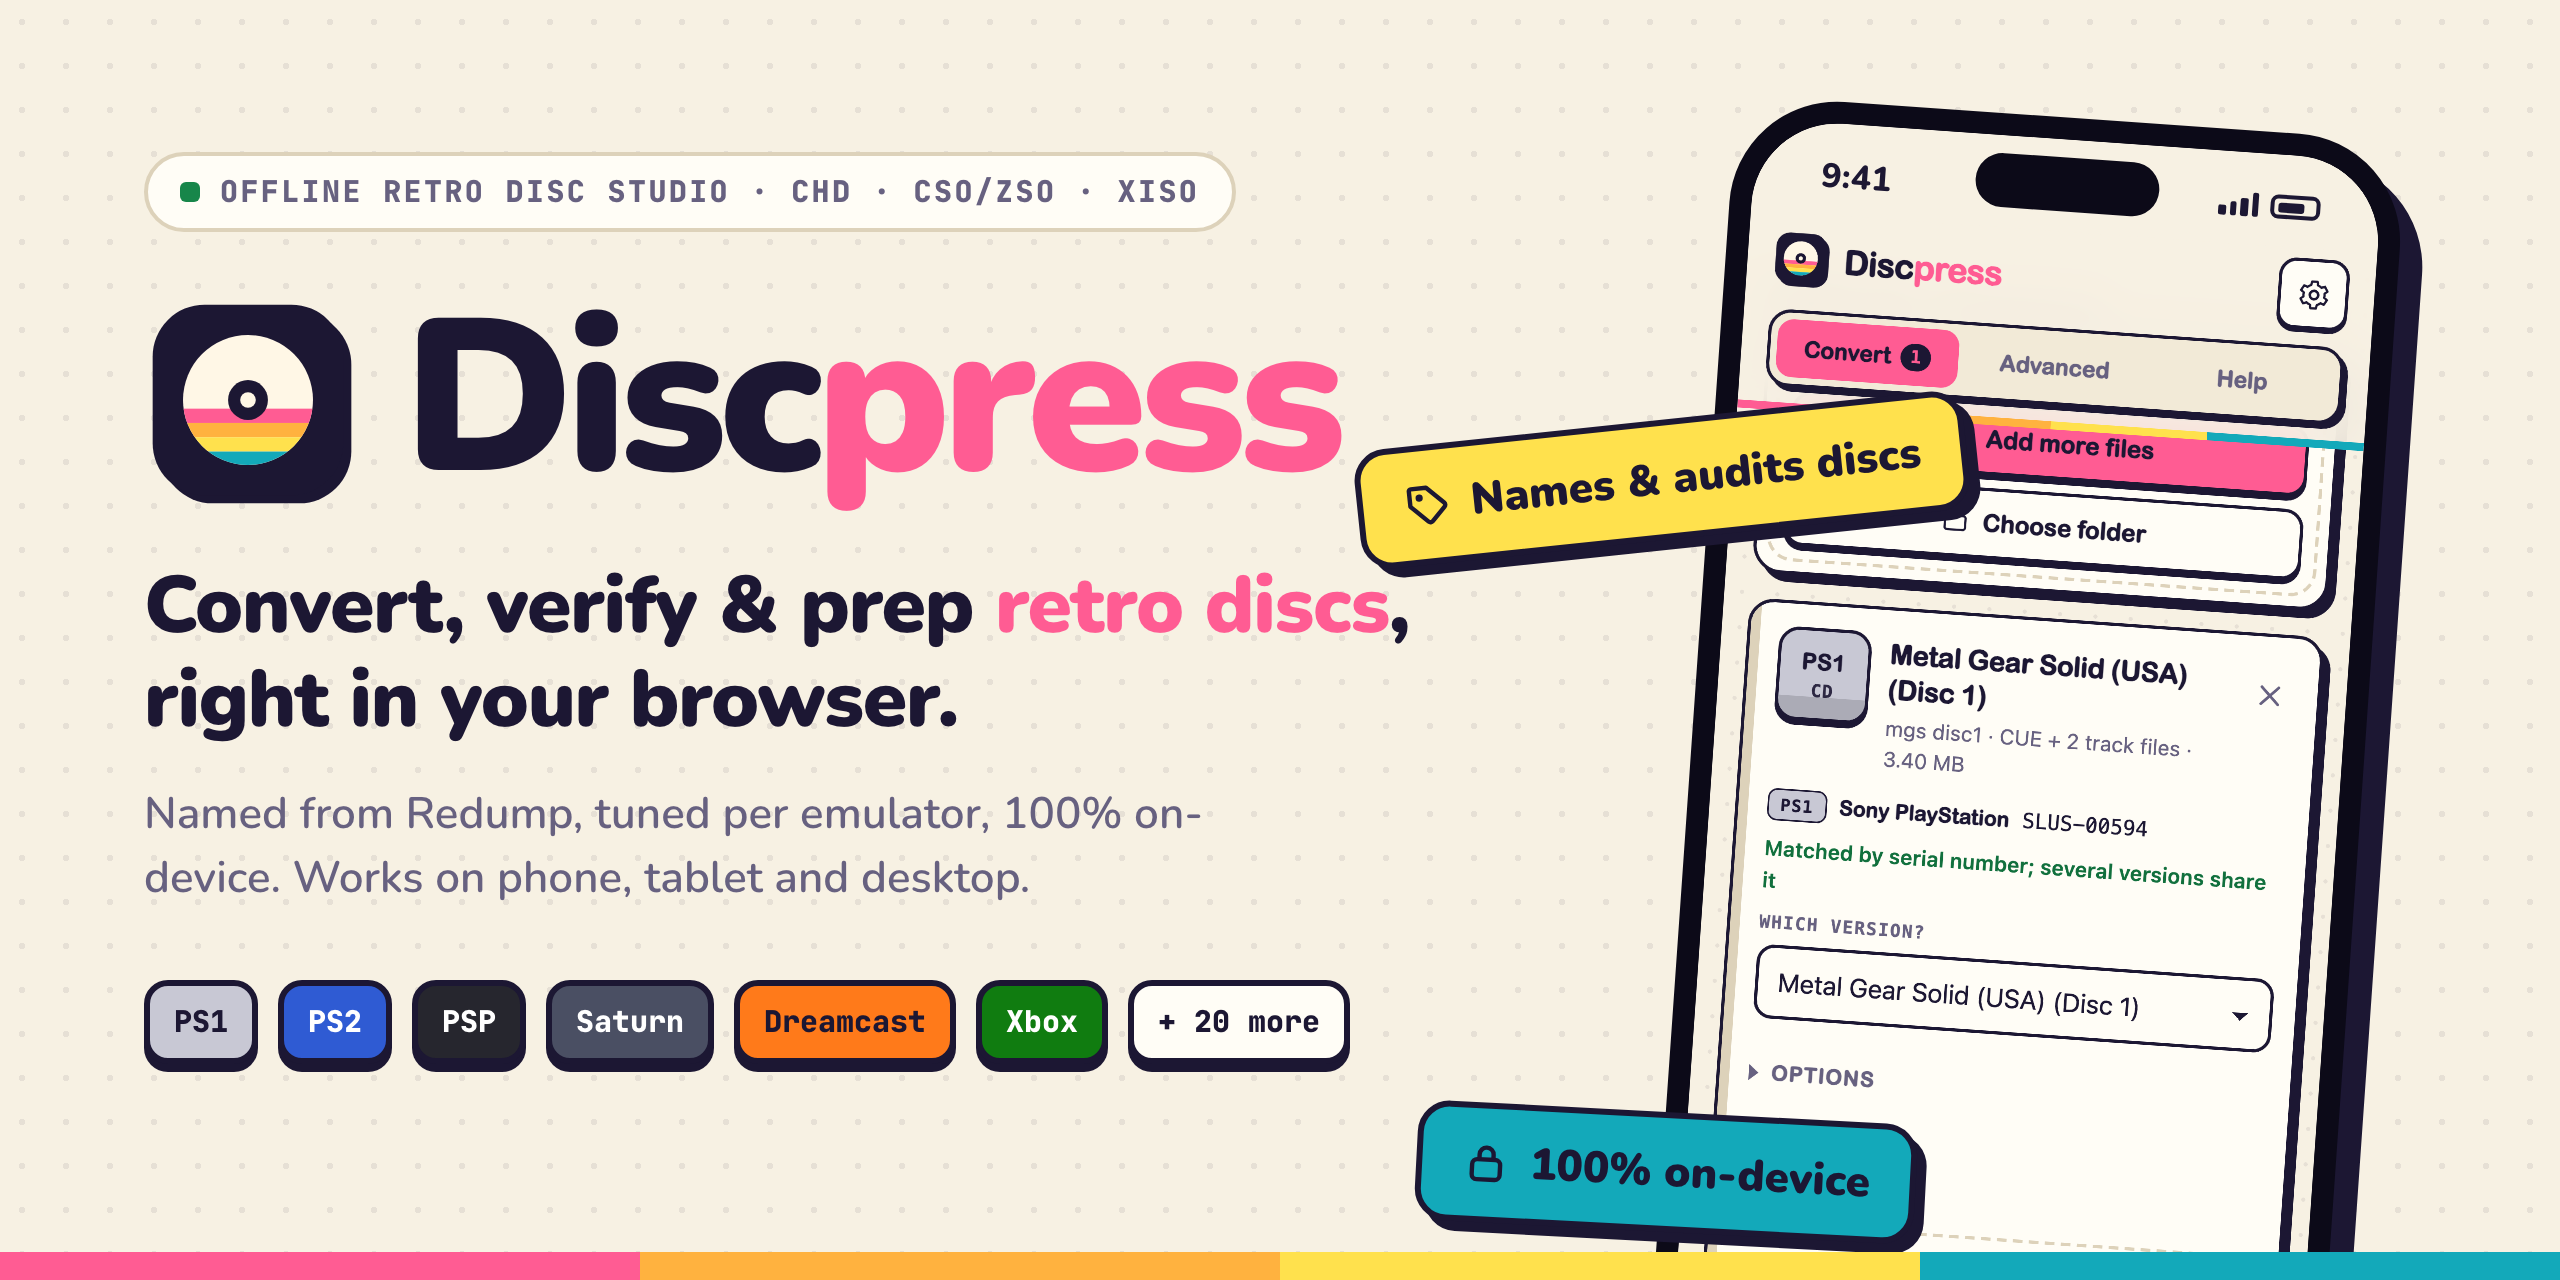 OFFLINE RETRO DISC STUDIO · CHD · CSO/ZSO · XISO
Discpress
Convert, verify & prep retro discs,
right in your browser.
Named from Redump, tuned per emulator, 100% on-
device. Works on phone, tablet and desktop.
PS1
PS2
PSP
Saturn
Dreamcast
Xbox
+ 20 more
Names & audits discs
100% on-device
9:41
Discpress
Convert 1
Advanced
Help
Add more files
Choose folder
PS1
CD
Metal Gear Solid (USA)
(Disc 1)
mgs disc1 · CUE + 2 track files ·
3.40 MB
PS1 Sony PlayStation SLUS-00594
Matched by serial number; several versions share
it
WHICH VERSION?
Metal Gear Solid (USA) (Disc 1)
OPTIONS